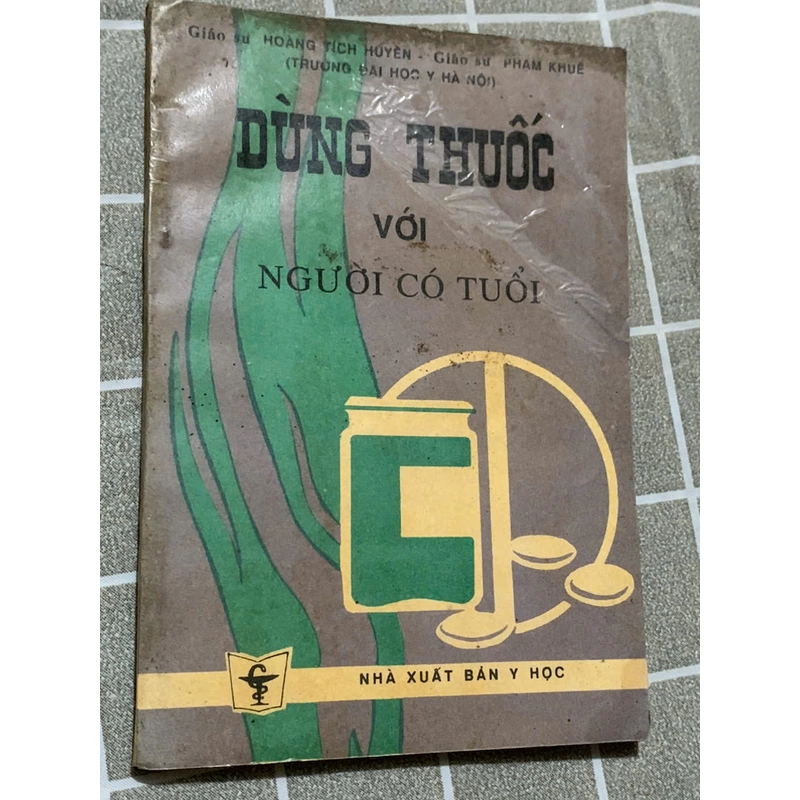 Giáo sư HOÀNG TÍCH HUYỀN - Giáo sư PHẠM KHUÊ
(TRƯỜNG ĐẠI HỌC Y HÀ NỘI)
DÙNG THUỐC
VỚI
NGƯỜI CÓ TUỔI
NHÀ XUẤT BẢN Y HỌC